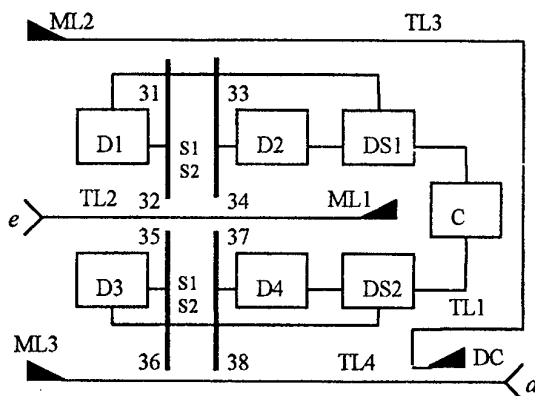 ML2 TL3
31 33
D1 S1 D2 DS1
S2
TL2 32 34 ML1 C
e
35 37
D3 S1 D4 DS2
S2
TL1
ML3 36 38 TL4 DC
a